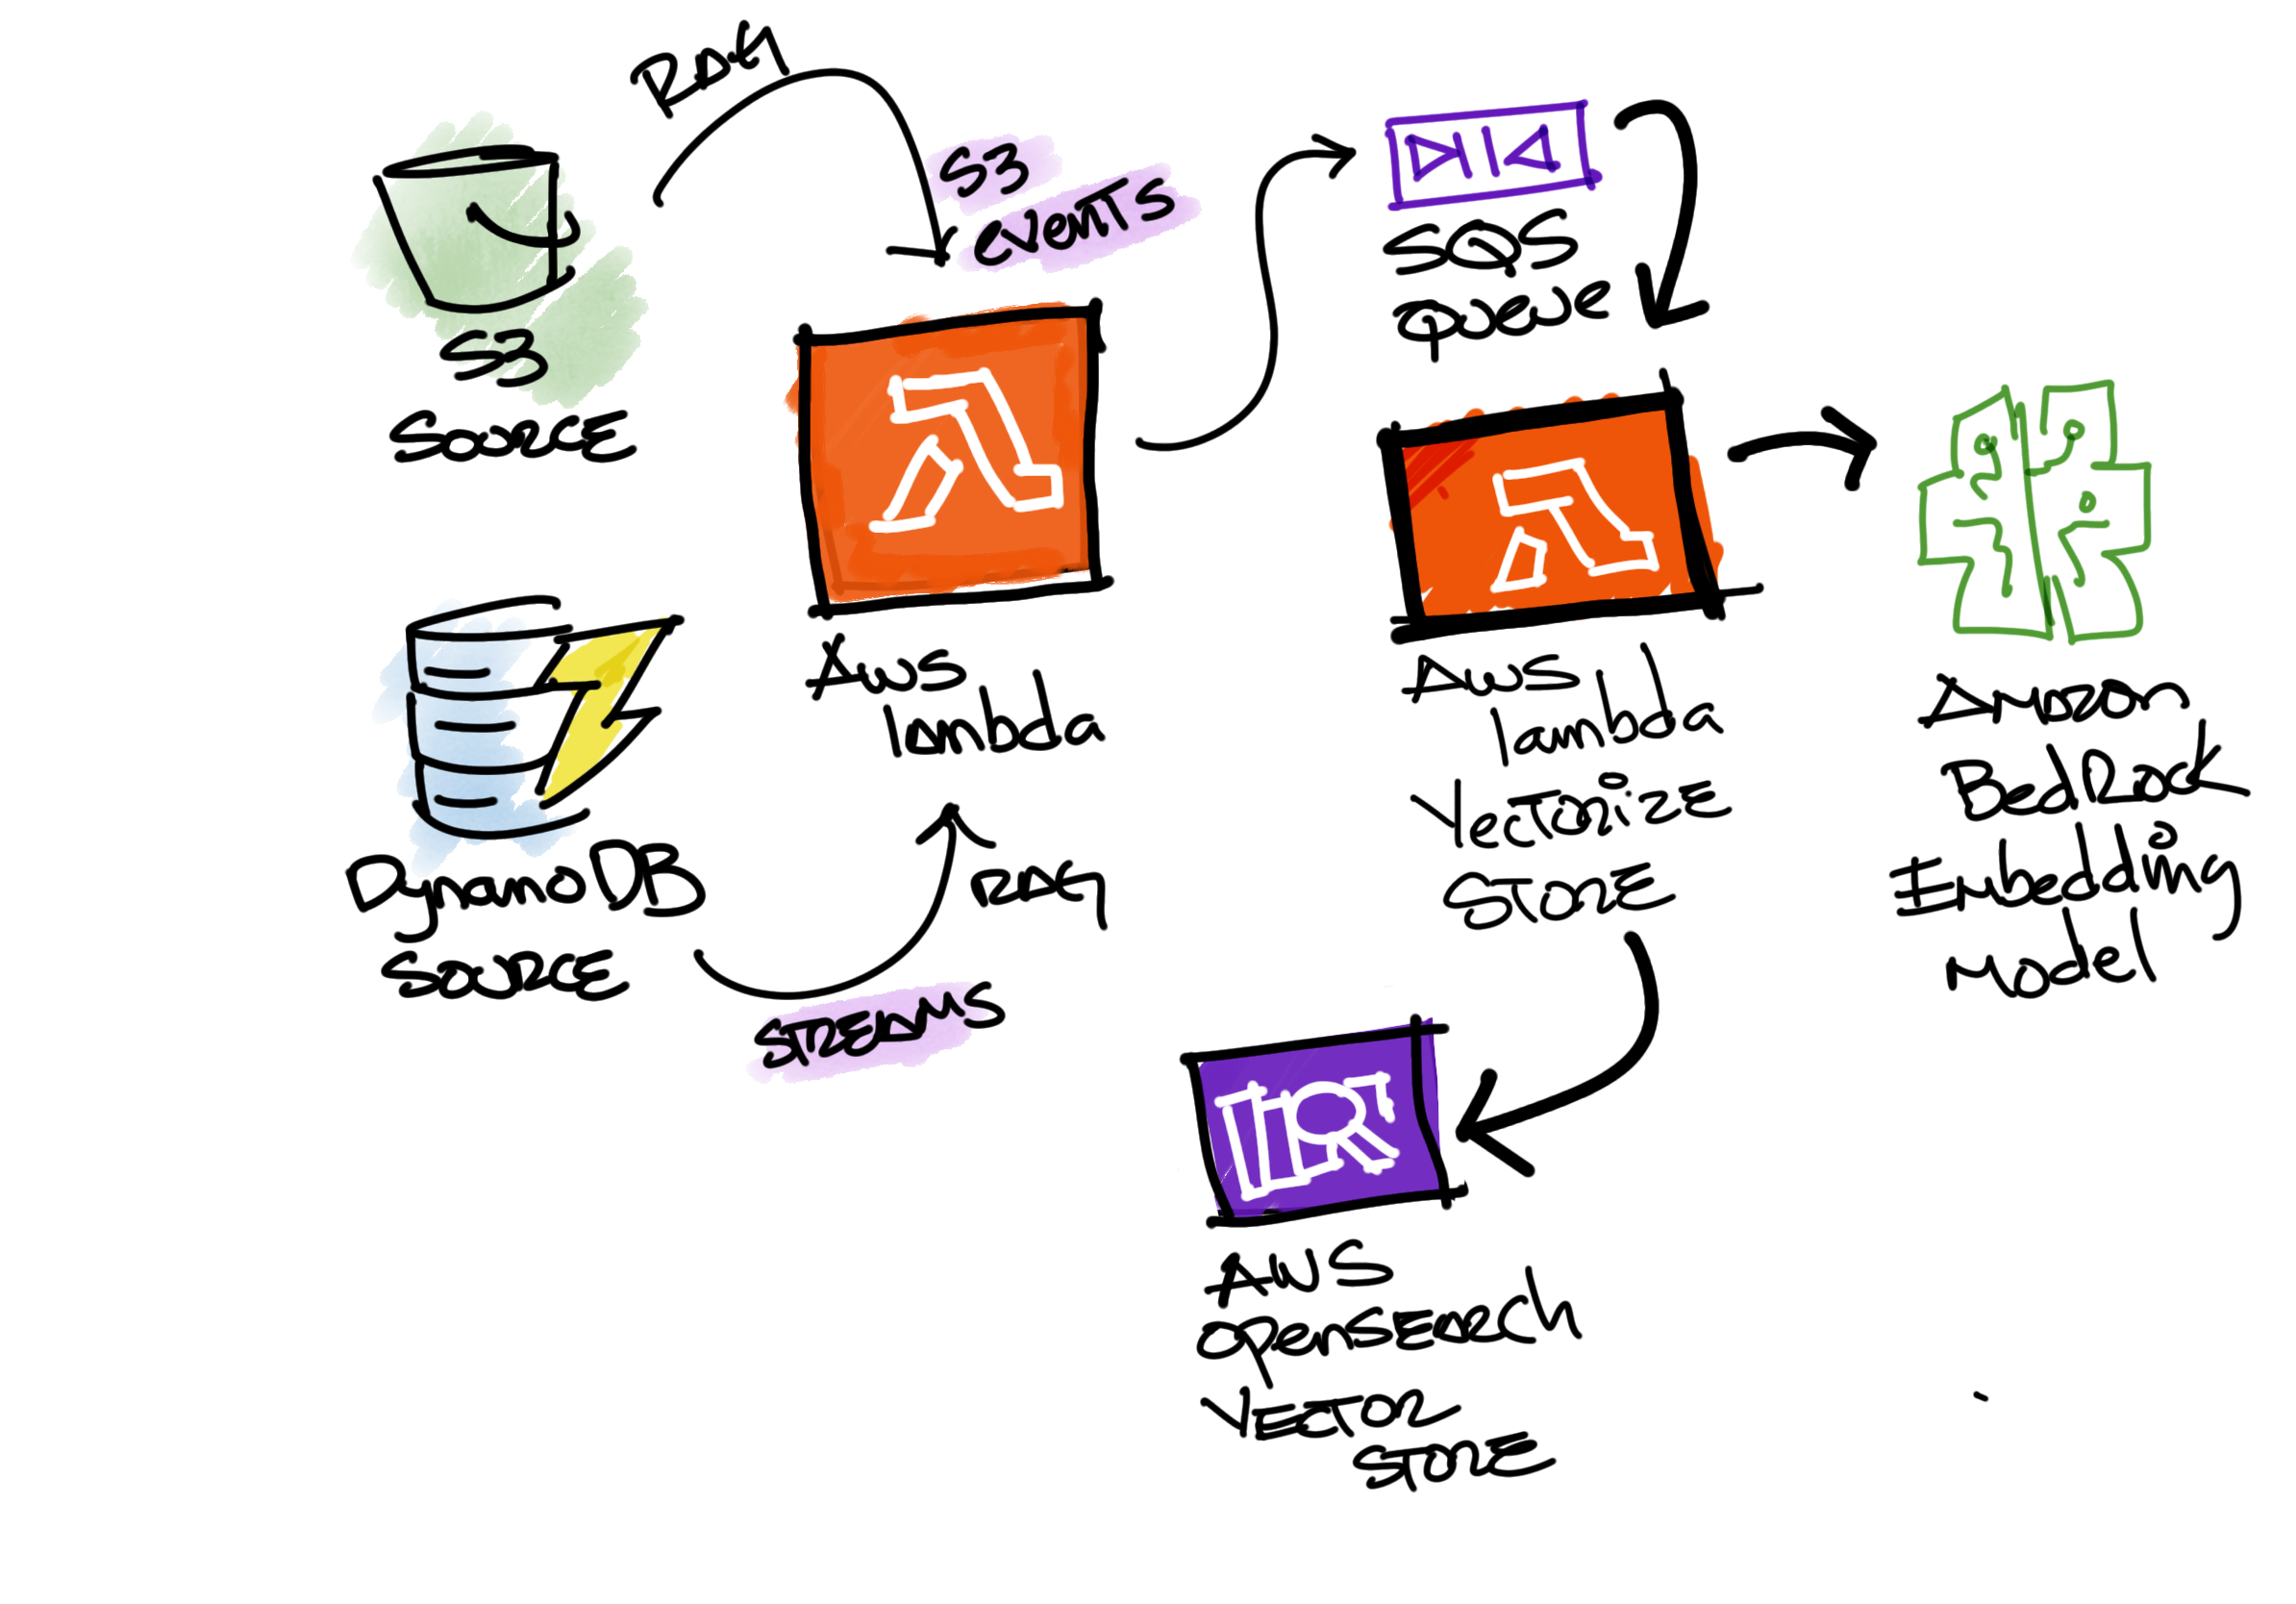 RAG
S3
events
S3
SOURCE
SQS
Queue
AWS
lambda
AWS
lambda
Vectorize
STORE
Amazon
BedRock
Embedding
Model
DynamoDB
SOURCE
RAG
STREAMS
AWS
OpenSEARCh
VECTOR
STORE